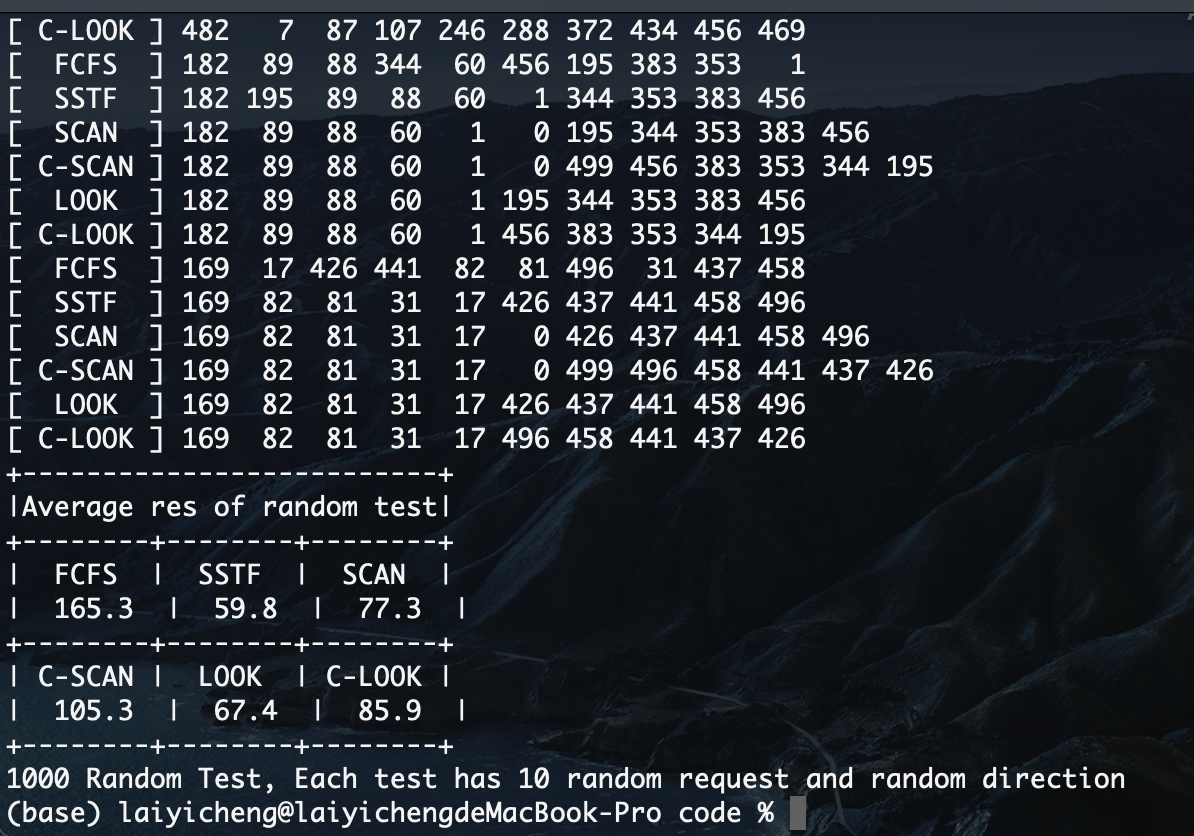 [ C-LOOK ] 482   7  87 107 246 288 372 434 456 469
[  FCFS  ] 182  89  88 344  60 456 195 383 353   1
[  SSTF  ] 182 195  89  88  60   1 344 353 383 456
[  SCAN  ] 182  89  88  60   1   0 195 344 353 383 456
[ C-SCAN ] 182  89  88  60   1   0 499 456 383 353 344 195
[  LOOK  ] 182  89  88  60   1 195 344 353 383 456
[ C-LOOK ] 182  89  88  60   1 456 383 353 344 195
[  FCFS  ] 169  17 426 441  82  81 496  31 437 458
[  SSTF  ] 169  82  81  31  17 426 437 441 458 496
[  SCAN  ] 169  82  81  31  17   0 426 437 441 458 496
[ C-SCAN ] 169  82  81  31  17   0 499 496 458 441 437 426
[  LOOK  ] 169  82  81  31  17 426 437 441 458 496
[ C-LOOK ] 169  82  81  31  17 496 458 441 437 426
+--------------------------+
|Average res of random test|
+--------+--------+--------+
|  FCFS  |  SSTF  |  SCAN  |
|  165.3  |  59.8  |  77.3  |
+--------+--------+--------+
| C-SCAN |  LOOK  | C-LOOK |
|  105.3  |  67.4  |  85.9  |
+--------+--------+--------+
1000 Random Test, Each test has 10 random request and random direction
(base) laiyicheng@laiyichengdeMacBook-Pro code %